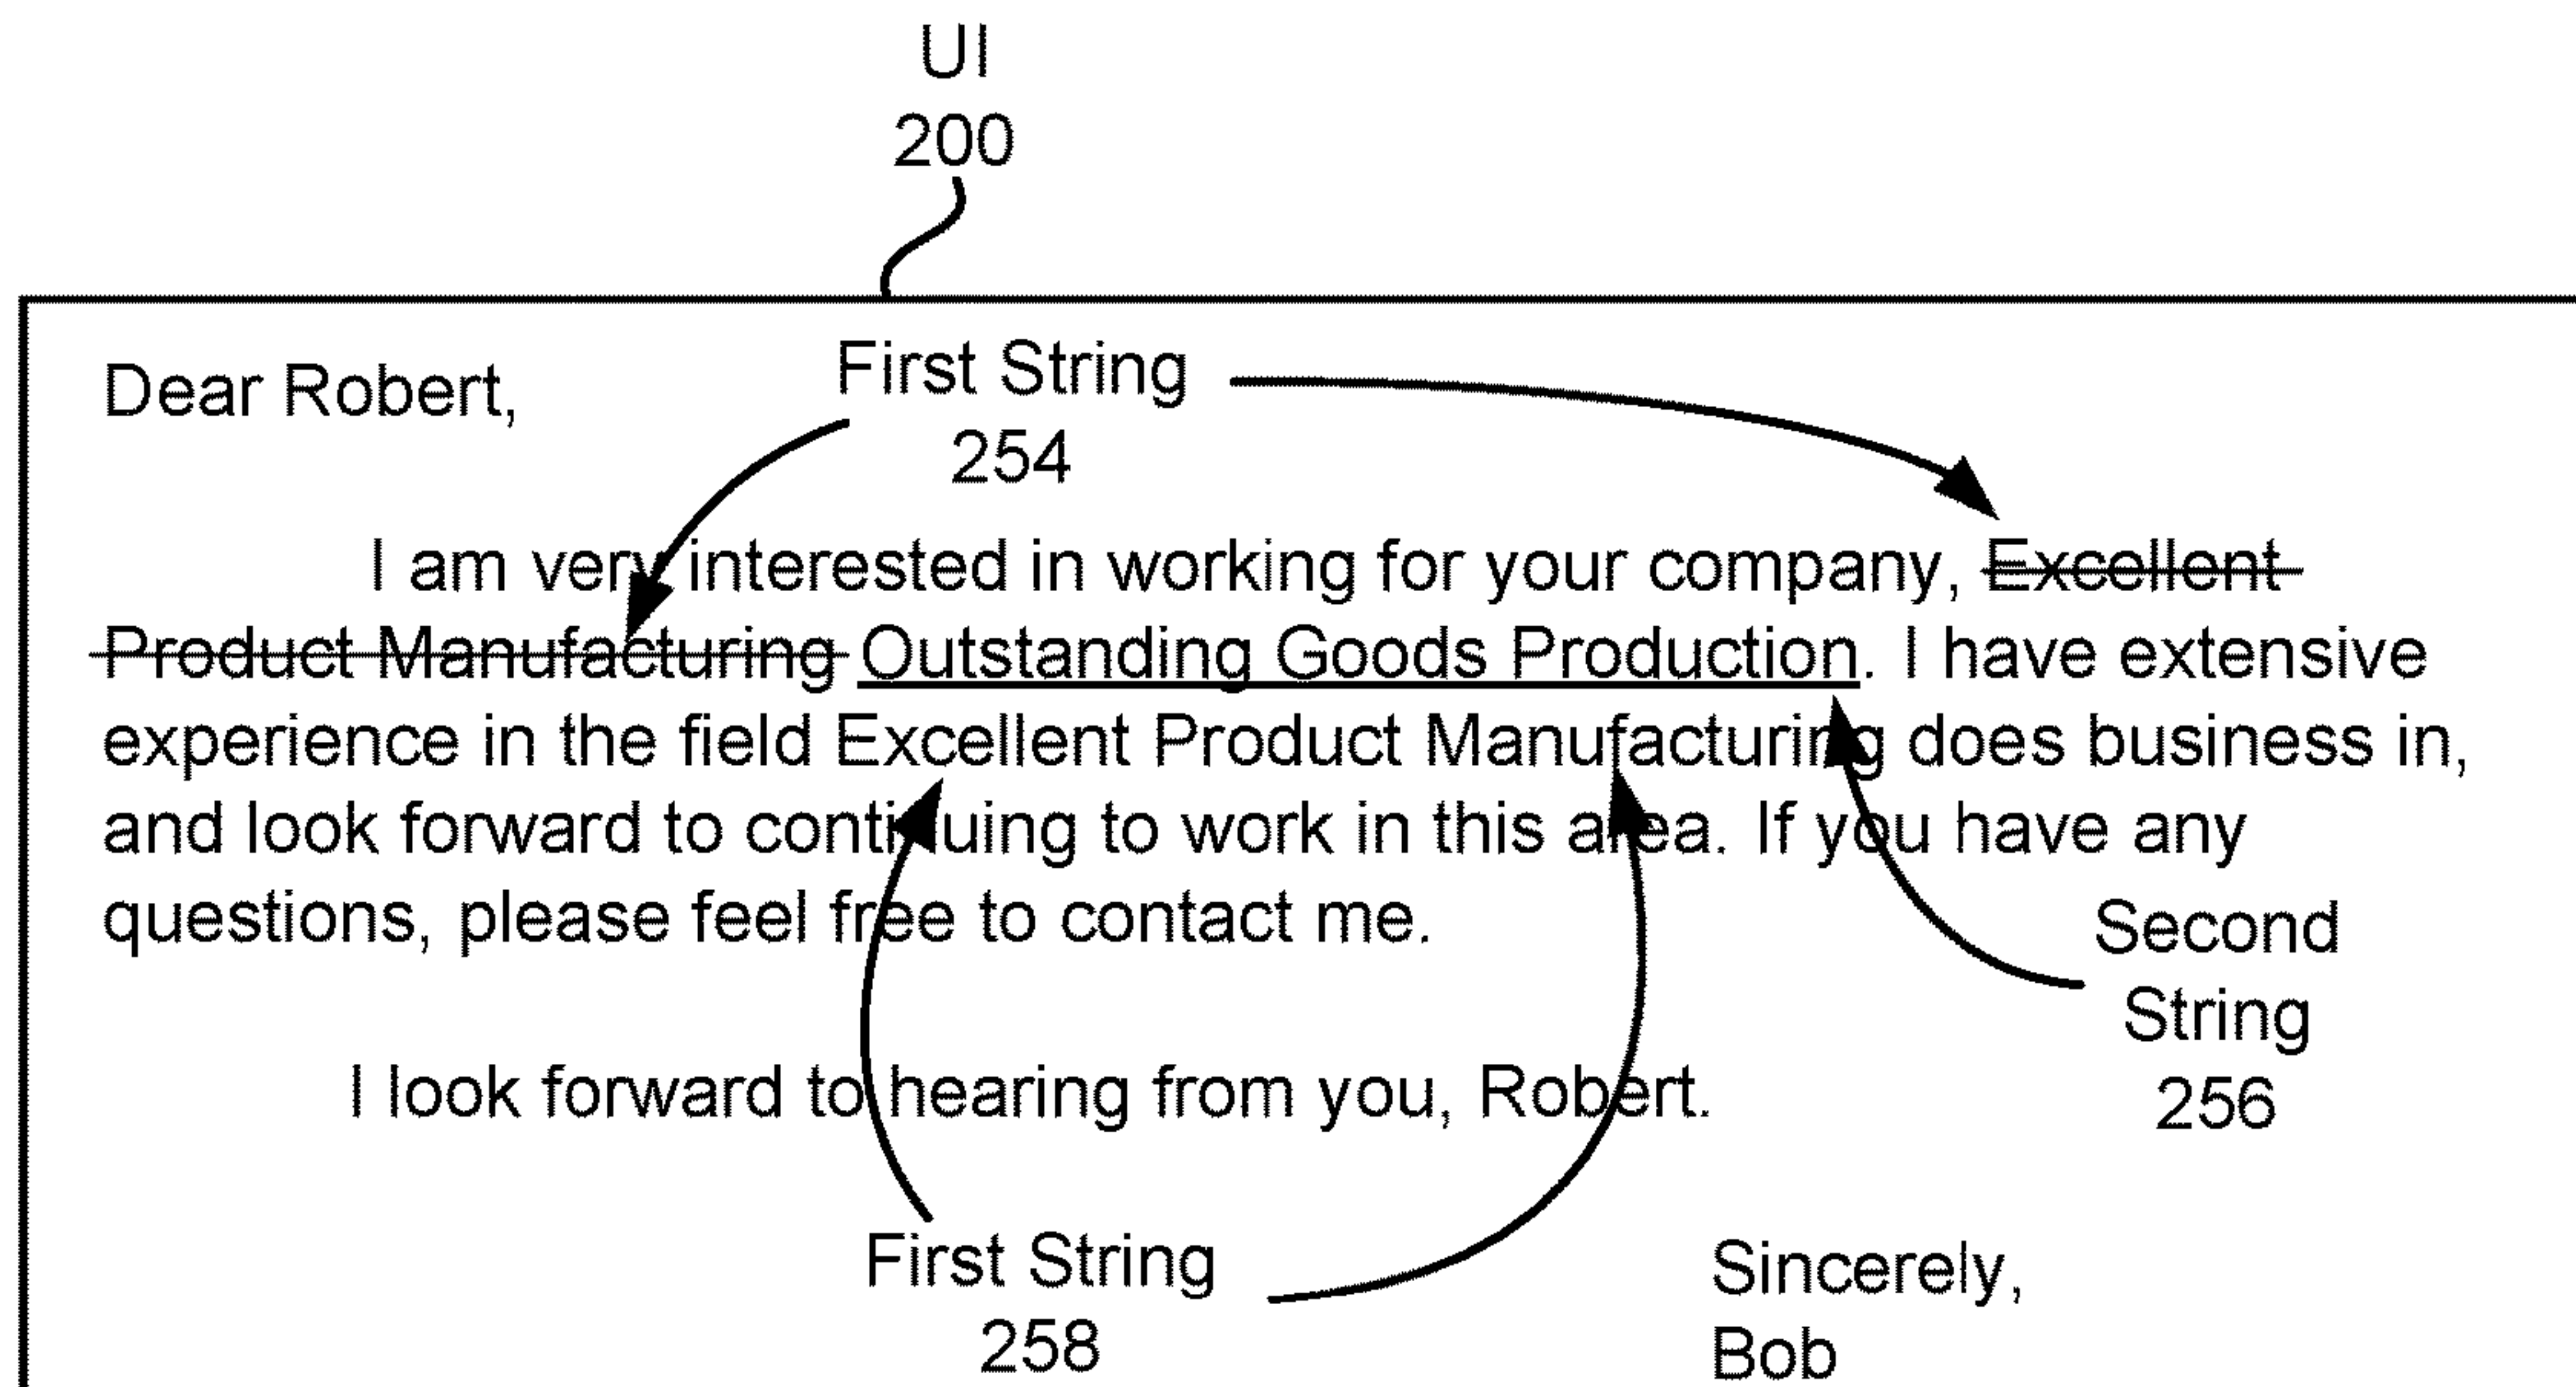 UI
200
Dear Robert,
First String
254
I am very interested in working for your company, Excellent
Product Manufacturing Outstanding Goods Production. I have extensive
experience in the field Excellent Product Manufacturing does business in,
and look forward to continuing to work in this area. If you have any
questions, please feel free to contact me.
Second
String
256
I look forward to hearing from you, Robert.
First String
258
Sincerely,
Bob